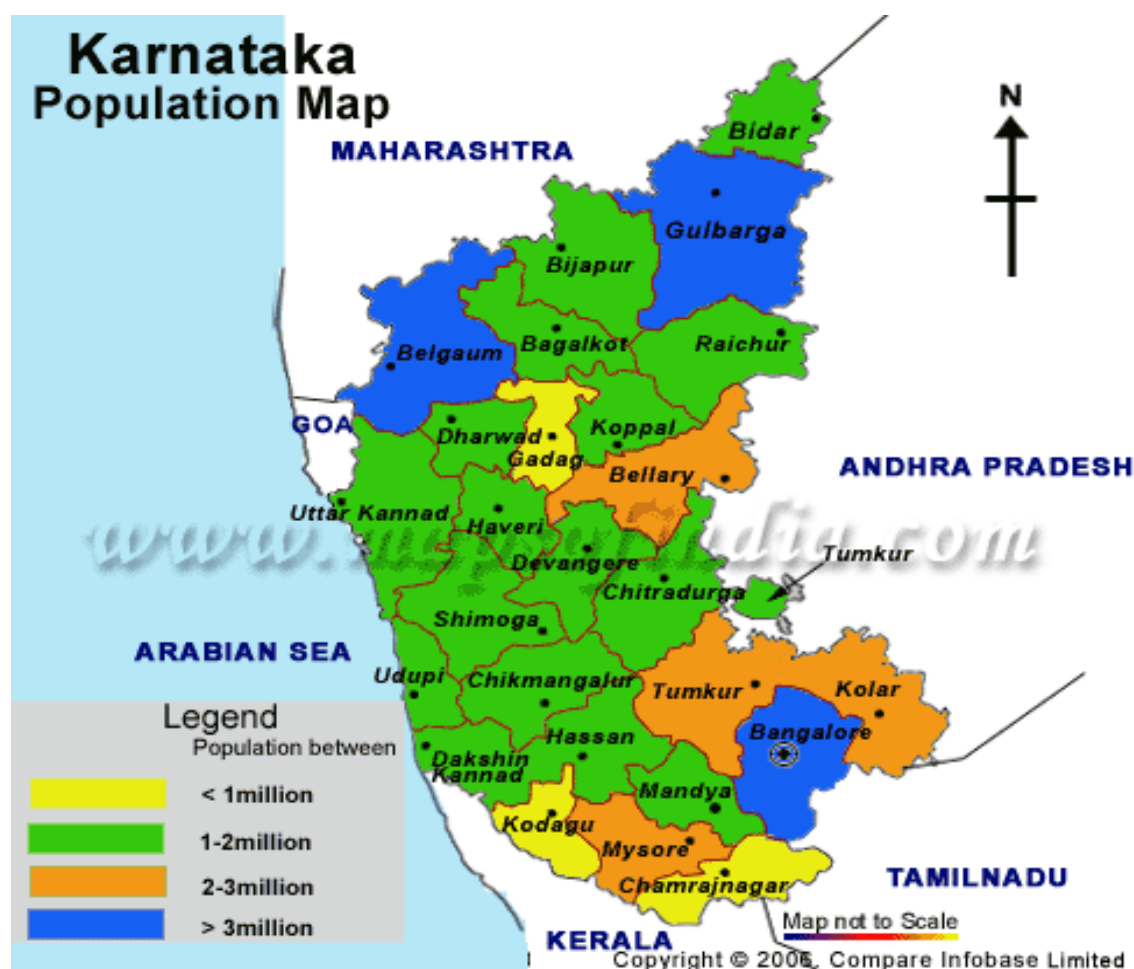 Karnataka
Population Map
N
MAHARASHTRA
Bidar
Gulbarga
Bijapur
Bagalkot
Raichur
Belgaum
GOA
Dharwad
Gadag
Koppal
Bellary
ANDHRA PRADESH
Uttar Kannad
Haveri
www.mapsofindia.com
Devangere
Tumkur
Chitradurga
Shimoga
ARABIAN SEA
Udupi
Chikmangalur
Tumkur
Kolar
Bangalore
Hassan
Dakshin
Kannad
Mandya
Kodagu
Mysore
Chamrajnagar
TAMILNADU
KERALA
Legend
Population between
< 1million
1-2million
2-3million
> 3million
Map not to Scale
Copyright © 2006, Compare Infobase Limited